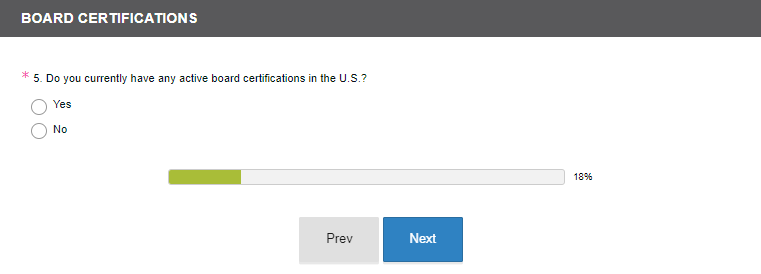 BOARD CERTIFICATIONS
* 5. Do you currently have any active board certifications in the U.S.?
Yes
No
18%
Prev Next